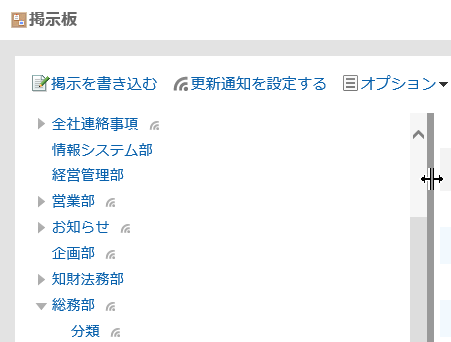 掲示板
掲示を書き込む 更新通知を設定する オプション
全社連絡事項
情報システム部
経営管理部
営業部
お知らせ
企画部
知財法務部
総務部
分類